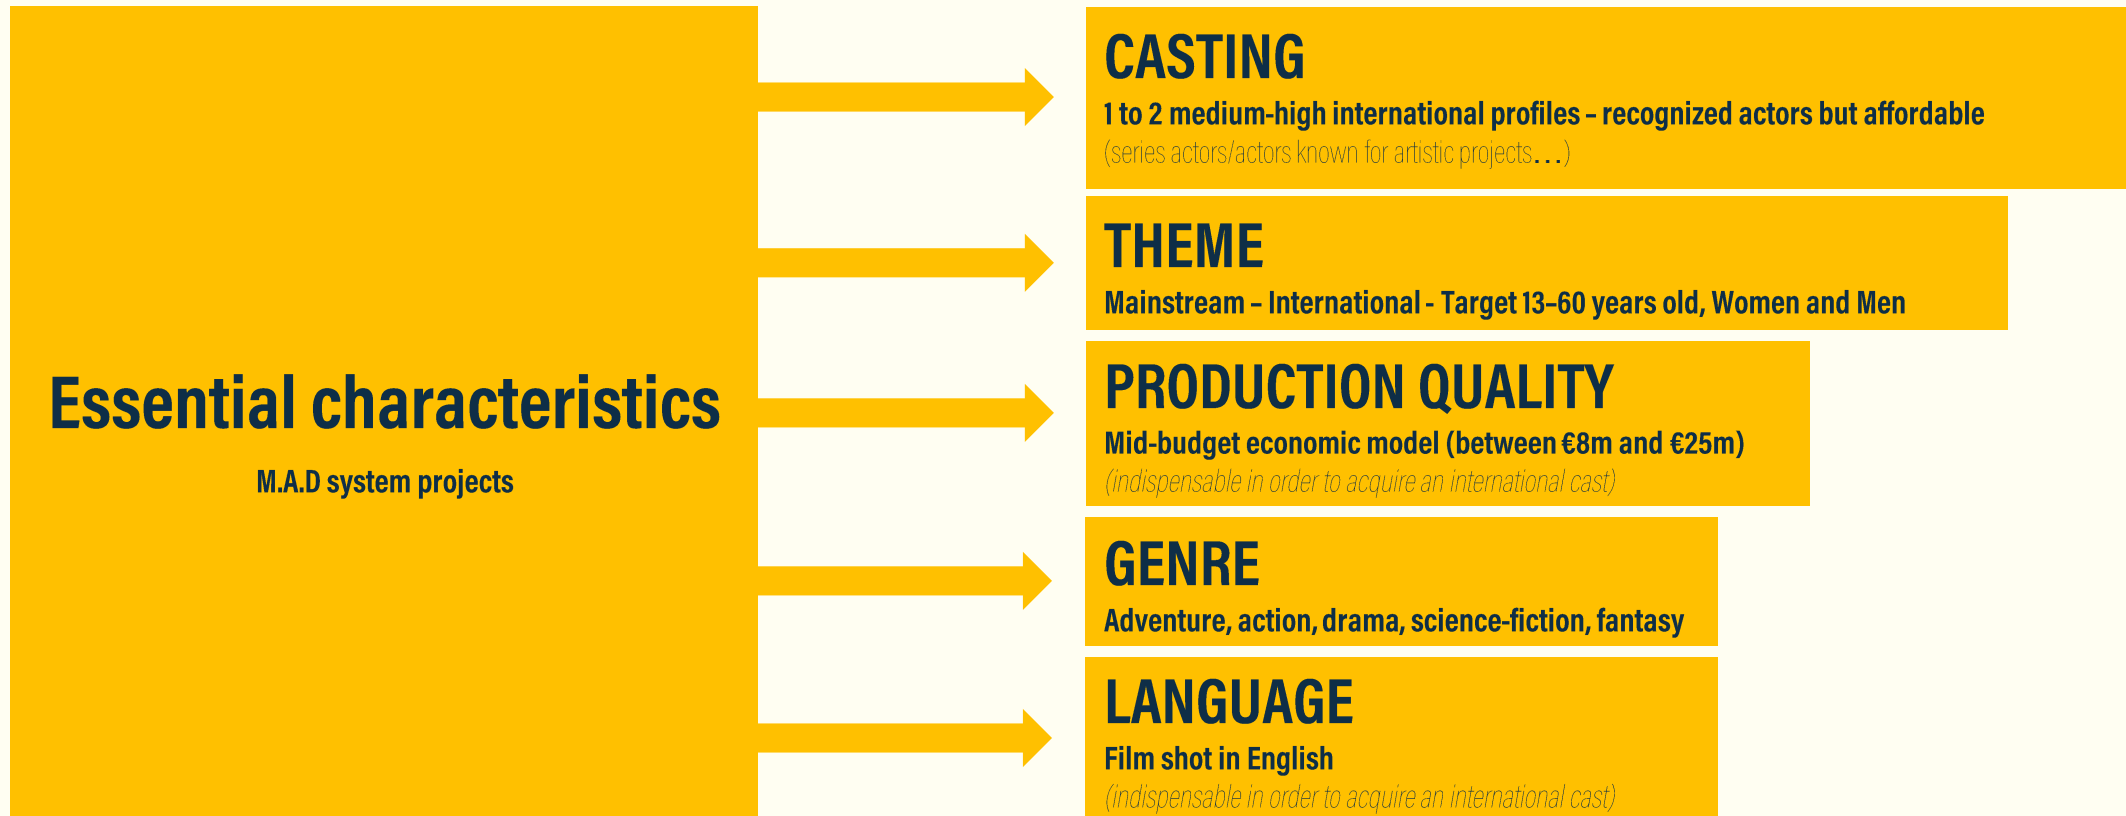 Essential characteristics
M.A.D system projects
CASTING
1 to 2 medium-high international profiles – recognized actors but affordable
(series actors/actors known for artistic projects…)
THEME
Mainstream – International - Target 13–60 years old, Women and Men
PRODUCTION QUALITY
Mid-budget economic model (between €8m and €25m)
(indispensable in order to acquire an international cast)
GENRE
Adventure, action, drama, science-fiction, fantasy
LANGUAGE
Film shot in English
(indispensable in order to acquire an international cast)